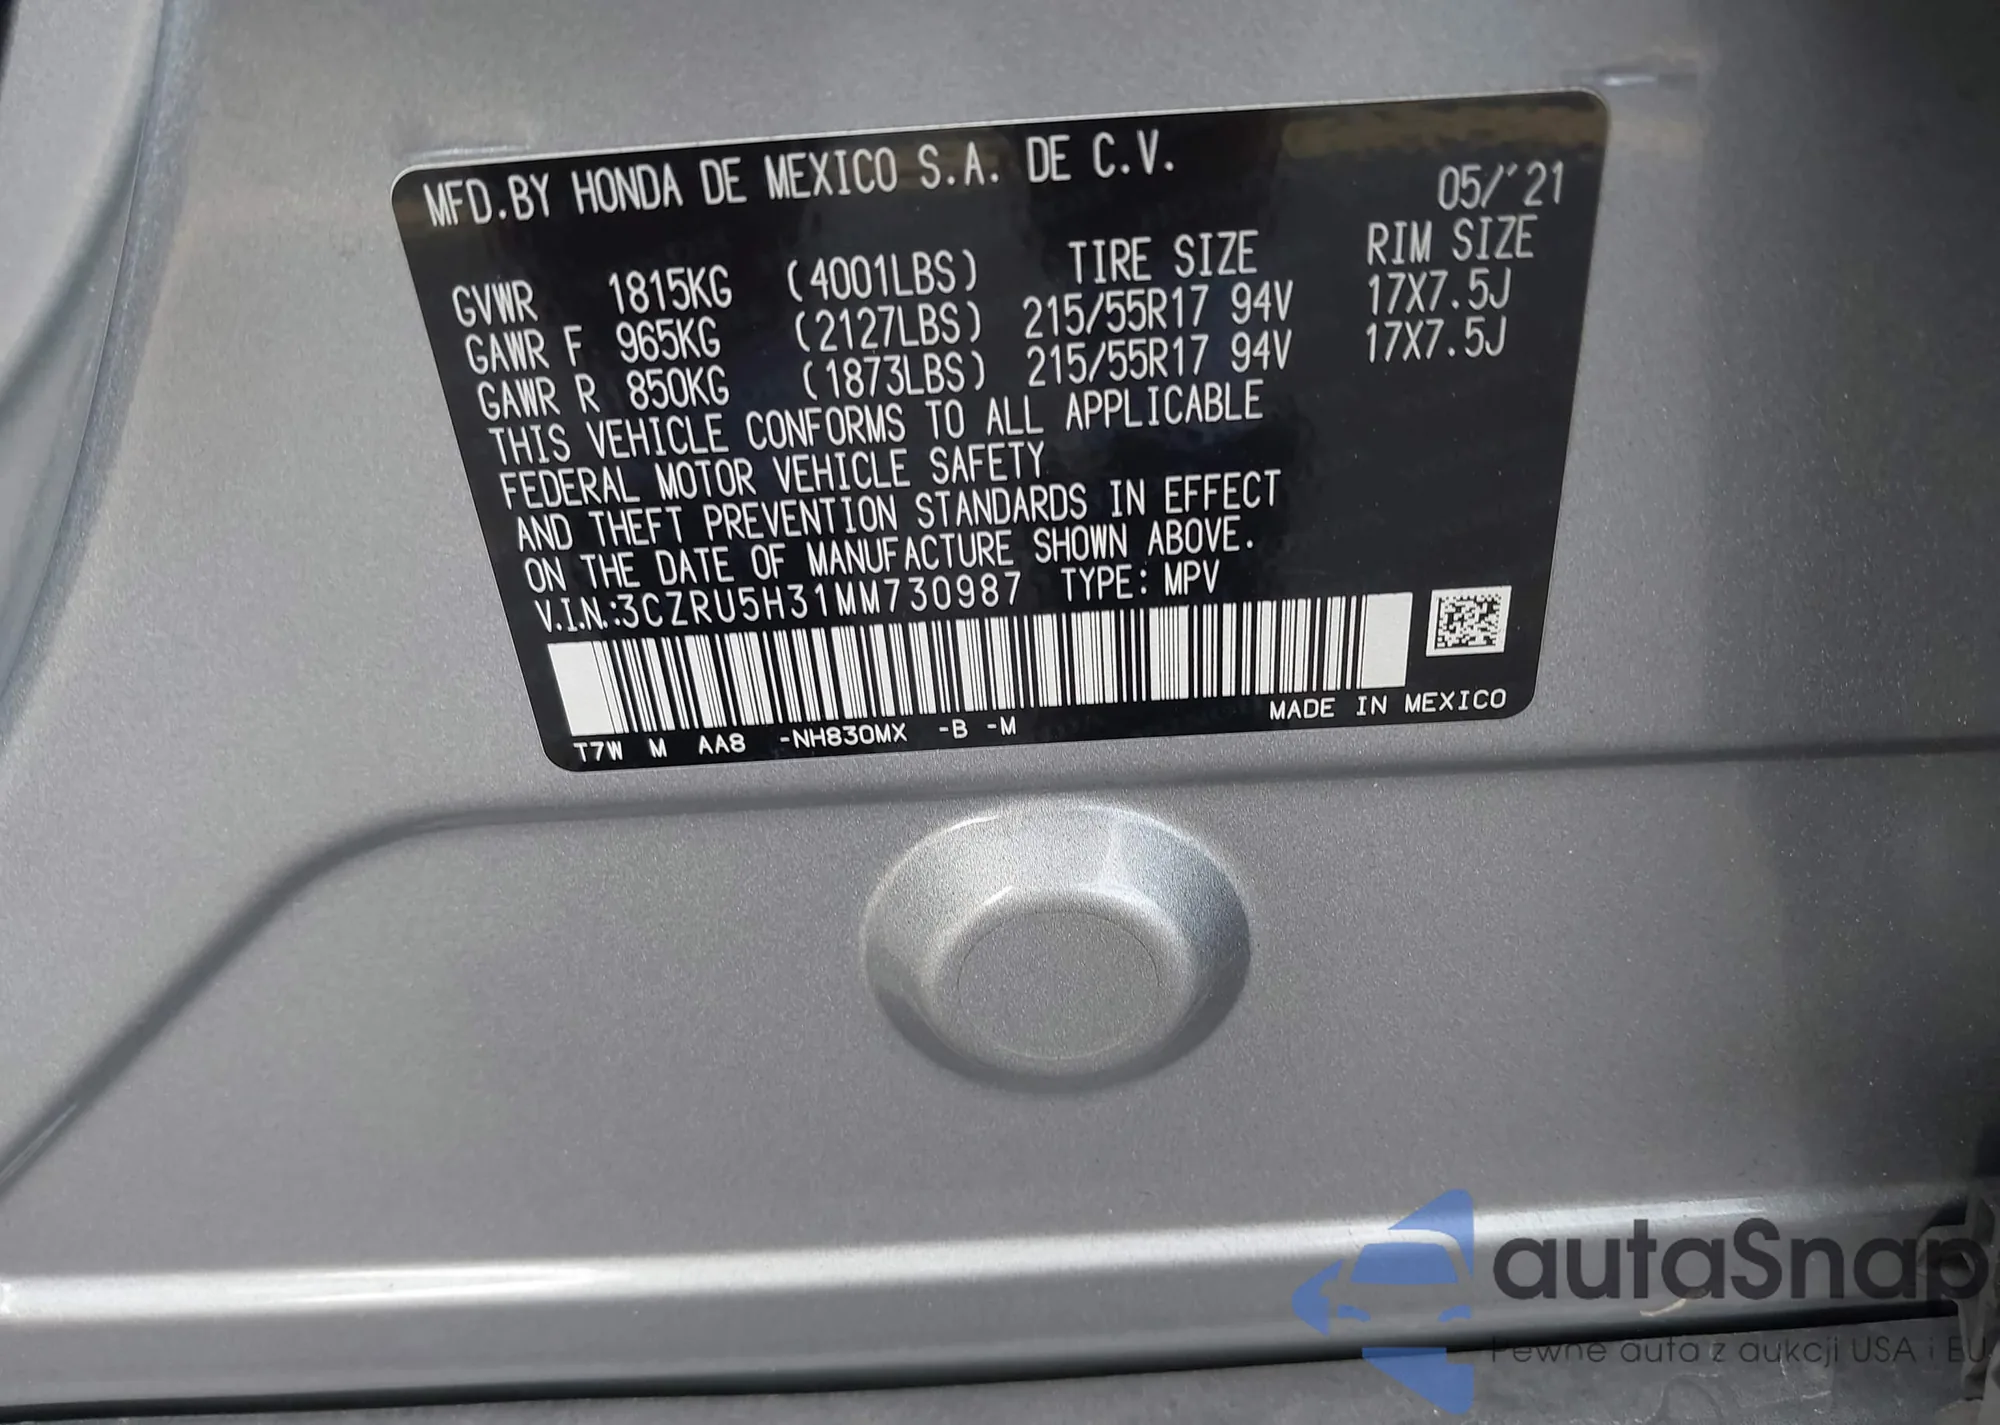 MFD.BY HONDA DE MEXICO S.A. DE C.V.
05/'21
GVWR 1815KG (4001LBS) TIRE SIZE RIM SIZE
GAWR F 965KG (2127LBS) 215/55R17 94V 17X7.5J
GAWR R 850KG (1873LBS) 215/55R17 94V 17X7.5J
THIS VEHICLE CONFORMS TO ALL APPLICABLE
FEDERAL MOTOR VEHICLE SAFETY
AND THEFT PREVENTION STANDARDS IN EFFECT
ON THE DATE OF MANUFACTURE SHOWN ABOVE.
V.I.N.:3CZRU5H31MM730987 TYPE: MPV
T7W M AA8 -NH830MX -B -M MADE IN MEXICO
autaSnap
Pewne auta z aukcji USA i EU